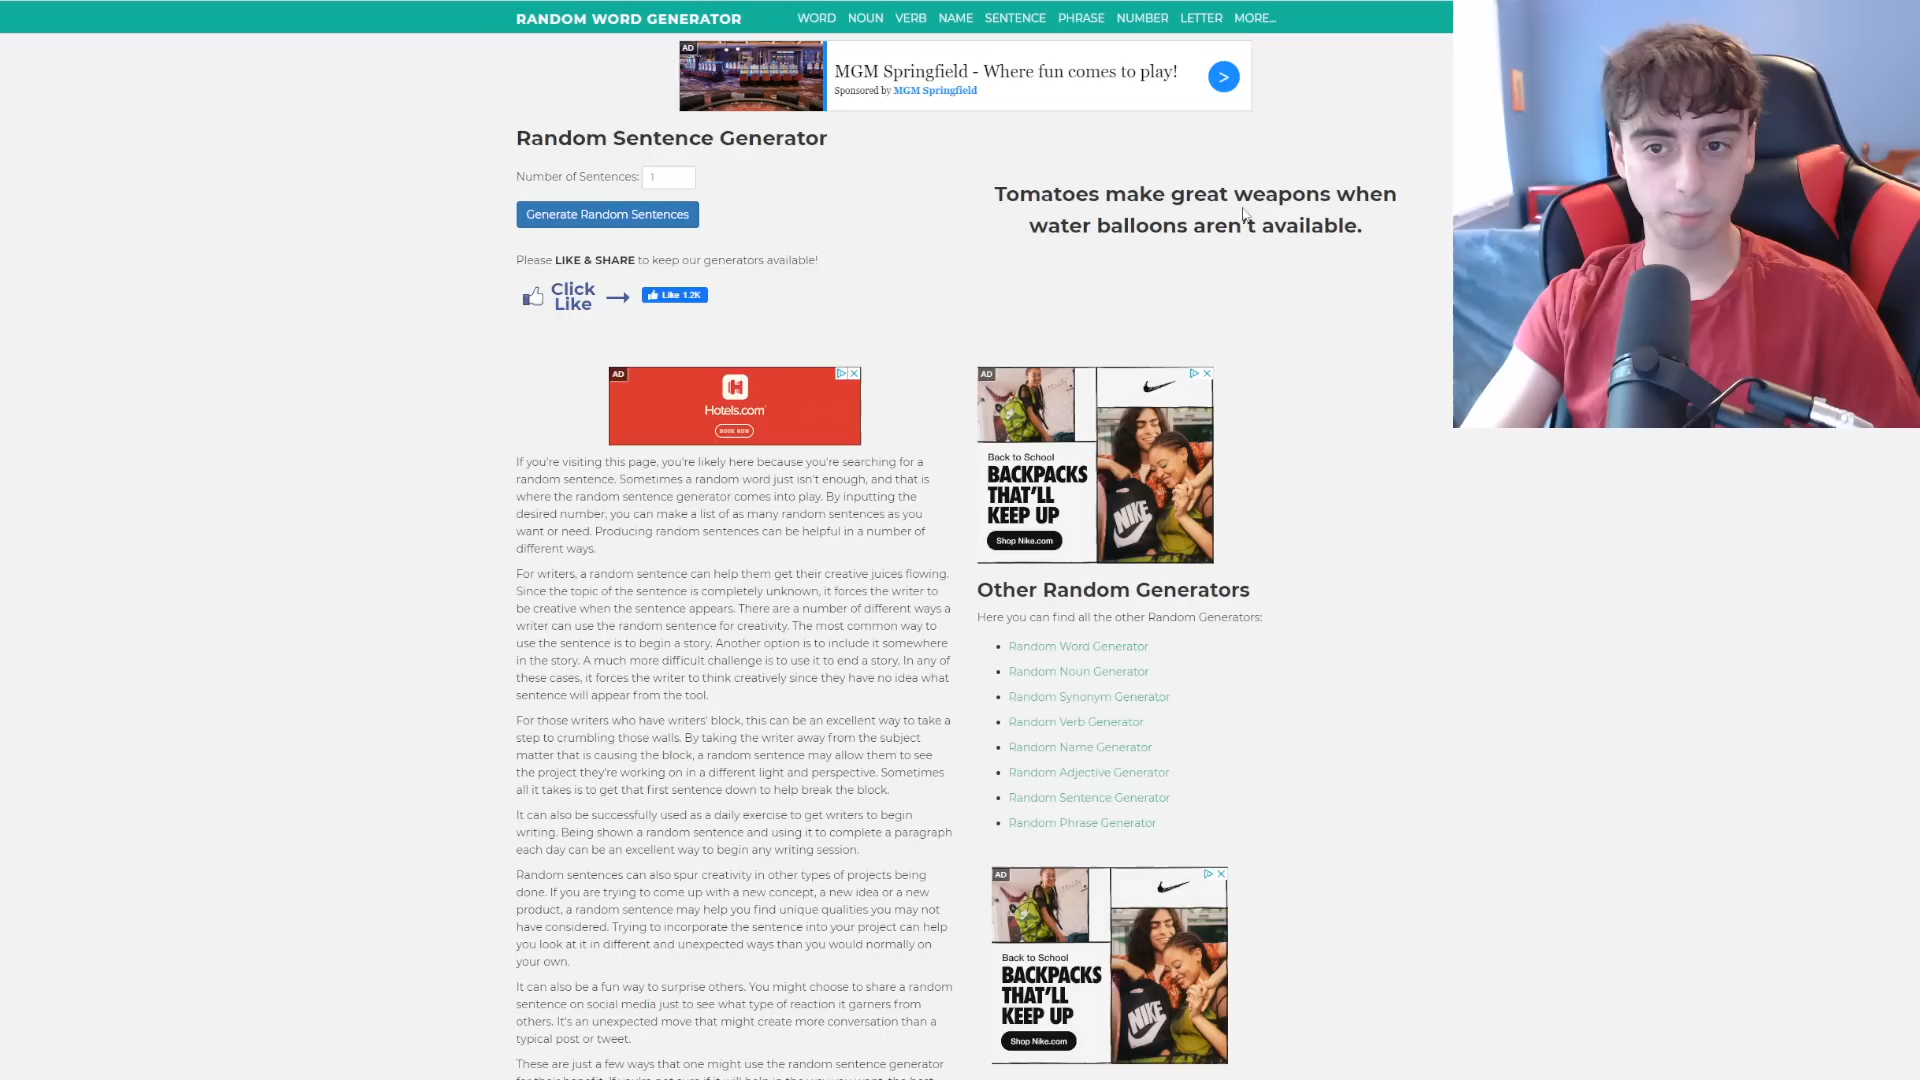 RANDOM WORD GENERATOR
WORD NOUN VERB NAME SENTENCE PHRASE NUMBER LETTER MORE...
AD
MGM Springfield - Where fun comes to play!
Sponsored by MGM Springfield
>
Random Sentence Generator
Number of Sentences: 1
Generate Random Sentences
Tomatoes make great weapons when
water balloons aren't available.
Please LIKE & SHARE to keep our generators available!
Click
Like
Like 1.2K
AD
Hotels.com
BOOK NOW
If you're visiting this page, you're likely here because you're searching for a
random sentence. Sometimes a random word just isn't enough, and that is
where the random sentence generator comes into play. By inputting the
desired number, you can make a list of as many random sentences as you
want or need. Producing random sentences can be helpful in a number of
different ways.
For writers, a random sentence can help them get their creative juices flowing.
Since the topic of the sentence is completely unknown, it forces the writer to
be creative when the sentence appears. There are a number of different ways a
writer can use the random sentence for creativity. The most common way to
use the sentence is to begin a story. Another option is to include it somewhere
in the story. A much more difficult challenge is to use it to end a story. In any of
these cases, it forces the writer to think creatively since they have no idea what
sentence will appear from the tool.
For those writers who have writers' block, this can be an excellent way to take a
step to crumbling those walls. By taking the writer away from the subject
matter that is causing the block, a random sentence may allow them to see
the project they're working on in a different light and perspective. Sometimes
all it takes is to get that first sentence down to help break the block.
It can also be successfully used as a daily exercise to get writers to begin
writing. Being shown a random sentence and using it to complete a paragraph
each day can be an excellent way to begin any writing session.
Random sentences can also spur creativity in other types of projects being
done. If you are trying to come up with a new concept, a new idea or a new
product, a random sentence may help you find unique qualities you may not
have considered. Trying to incorporate the sentence into your project can help
you look at it in different and unexpected ways than you would normally on
your own.
It can also be a fun way to surprise others. You might choose to share a random
sentence on social media just to see what type of reaction it garners from
others. It's an unexpected move that might create more conversation than a
typical post or tweet.
These are just a few ways that one might use the random sentence generator
AD
Back to School
BACKPACKS
THAT'LL
KEEP UP
Shop Nike.com
NIKE
Other Random Generators
Here you can find all the other Random Generators:
Random Word Generator
Random Noun Generator
Random Synonym Generator
Random Verb Generator
Random Name Generator
Random Adjective Generator
Random Sentence Generator
Random Phrase Generator
AD
Back to School
BACKPACKS
THAT'LL
KEEP UP
Shop Nike.com
NIKE